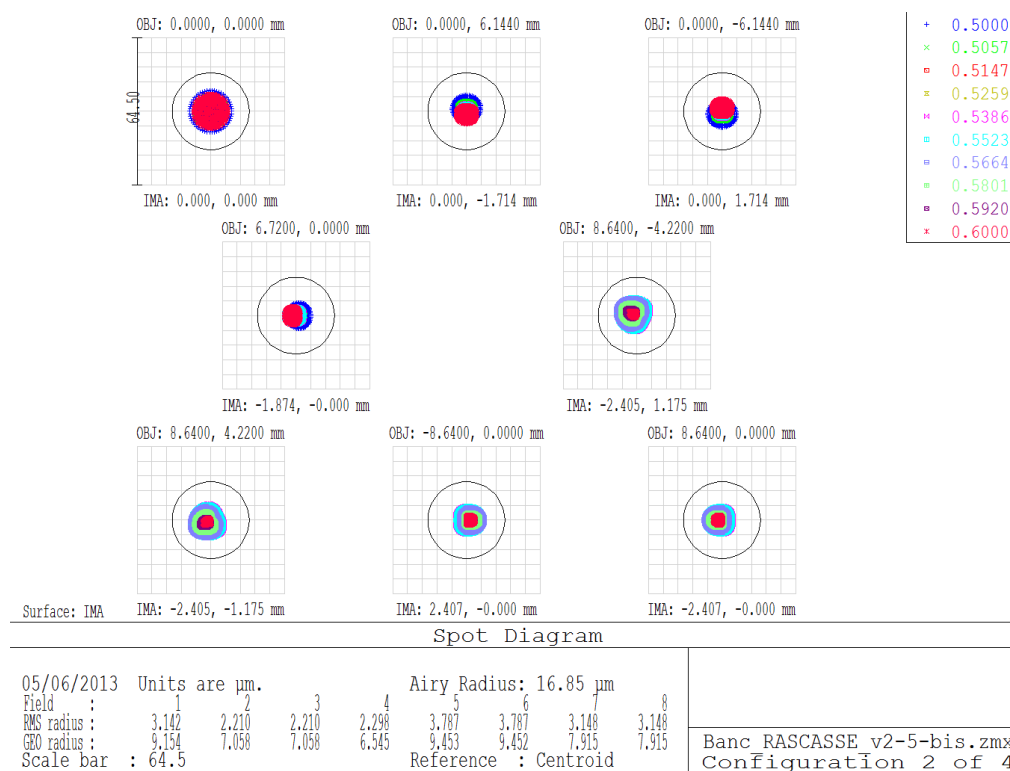 OBJ: 0.0000, 0.0000 mm
OBJ: 0.0000, 6.1440 mm
OBJ: 0.0000, -6.1440 mm
+ 0.5000
× 0.5057
0.5147
0.5259
0.5386
0.5523
0.5664
0.5801
0.5920
0.6000
64.50
IMA: 0.000, 0.000 mm
IMA: 0.000, -1.714 mm
IMA: 0.000, 1.714 mm
OBJ: 6.7200, 0.0000 mm
OBJ: 8.6400, -4.2200 mm
IMA: -1.874, -0.000 mm
IMA: -2.405, 1.175 mm
OBJ: 8.6400, 4.2200 mm
OBJ: -8.6400, 0.0000 mm
OBJ: 8.6400, 0.0000 mm
Surface: IMA
IMA: -2.405, -1.175 mm
IMA: 2.407, -0.000 mm
IMA: -2.407, -0.000 mm
Spot Diagram
05/06/2013 Units are µm. Airy Radius: 16.85 µm
Field : 1 2 3 4 5 6 7 8
RMS radius : 3.142 2.210 2.210 2.298 3.787 3.787 3.148 3.148
GEO radius : 9.154 7.058 7.058 6.545 9.453 9.452 7.915 7.915
Scale bar : 64.5 Reference : Centroid
Banc_RASCASSE_v2-5-bis.zmx
Configuration 2 of 4